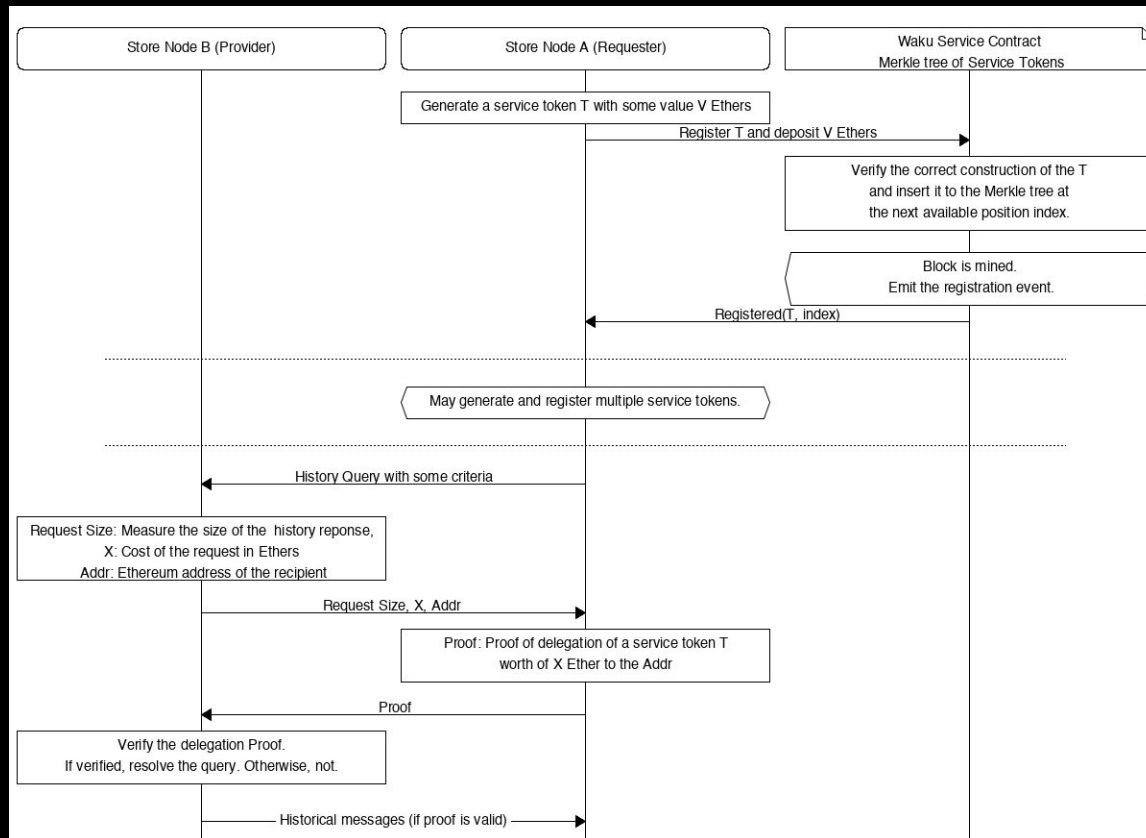 Store Node B (Provider)
Store Node A (Requester)
Waku Service Contract
Merkle tree of Service Tokens
Generate a service token T with some value V Ethers
Register T and deposit V Ethers
Verify the correct construction of the T
and insert it to the Merkle tree at
the next available position index.
Block is mined.
Emit the registration event.
Registered(T, index)
May generate and register multiple service tokens.
History Query with some criteria
Request Size: Measure the size of the history reponse,
X: Cost of the request in Ethers
Addr: Ethereum address of the recipient
Request Size, X, Addr
Proof: Proof of delegation of a service token T
worth of X Ether to the Addr
Proof
Verify the delegation Proof.
If verified, resolve the query. Otherwise, not.
Historical messages (if proof is valid)